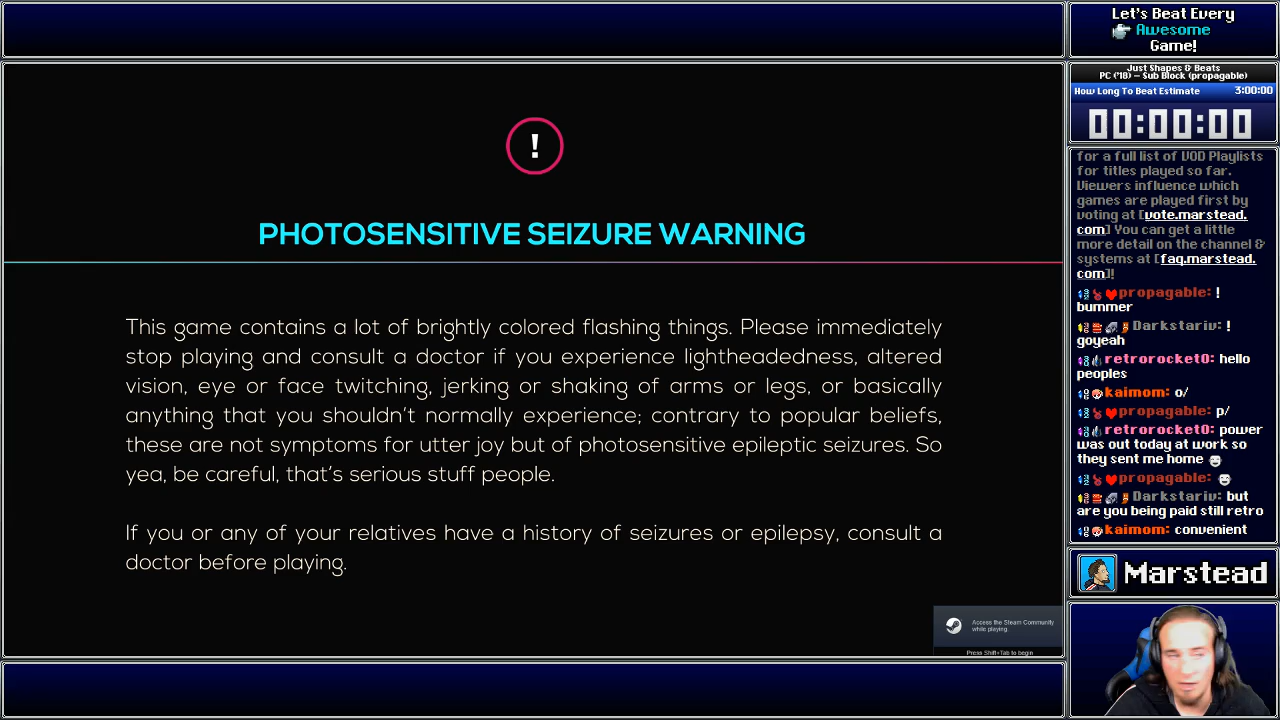 Let's Beat Every
Awesome
Game!
Just Shapes & Beats
PC ('18) – Sub Block (propagable)
How Long To Beat Estimate 3:00:00
00:00:00
!
PHOTOSENSITIVE SEIZURE WARNING
This game contains a lot of brightly colored flashing things. Please immediately
stop playing and consult a doctor if you experience lightheadedness, altered
vision, eye or face twitching, jerking or shaking of arms or legs, or basically
anything that you shouldn't normally experience; contrary to popular beliefs,
these are not symptoms for utter joy but of photosensitive epileptic seizures. So
yea, be careful, that's serious stuff people.
If you or any of your relatives have a history of seizures or epilepsy, consult a
doctor before playing.
Access the Steam Community
while playing.
Press Shift+Tab to begin
for a full list of VOD Playlists
for titles played so far.
Viewers influence which
games are played first by
voting at [vote.marstead.
com] You can get a little
more detail on the channel &
systems at [faq.marstead.
com]!
propagable: !
bummer
Darkstariv: !
goyeah
retrorocket0: hello
peoples
kaimom: o/
propagable: p/
retrorocket0: power
was out today at work so
they sent me home
propagable:
Darkstariv: but
are you being paid still retro
kaimom: convenient
Marstead